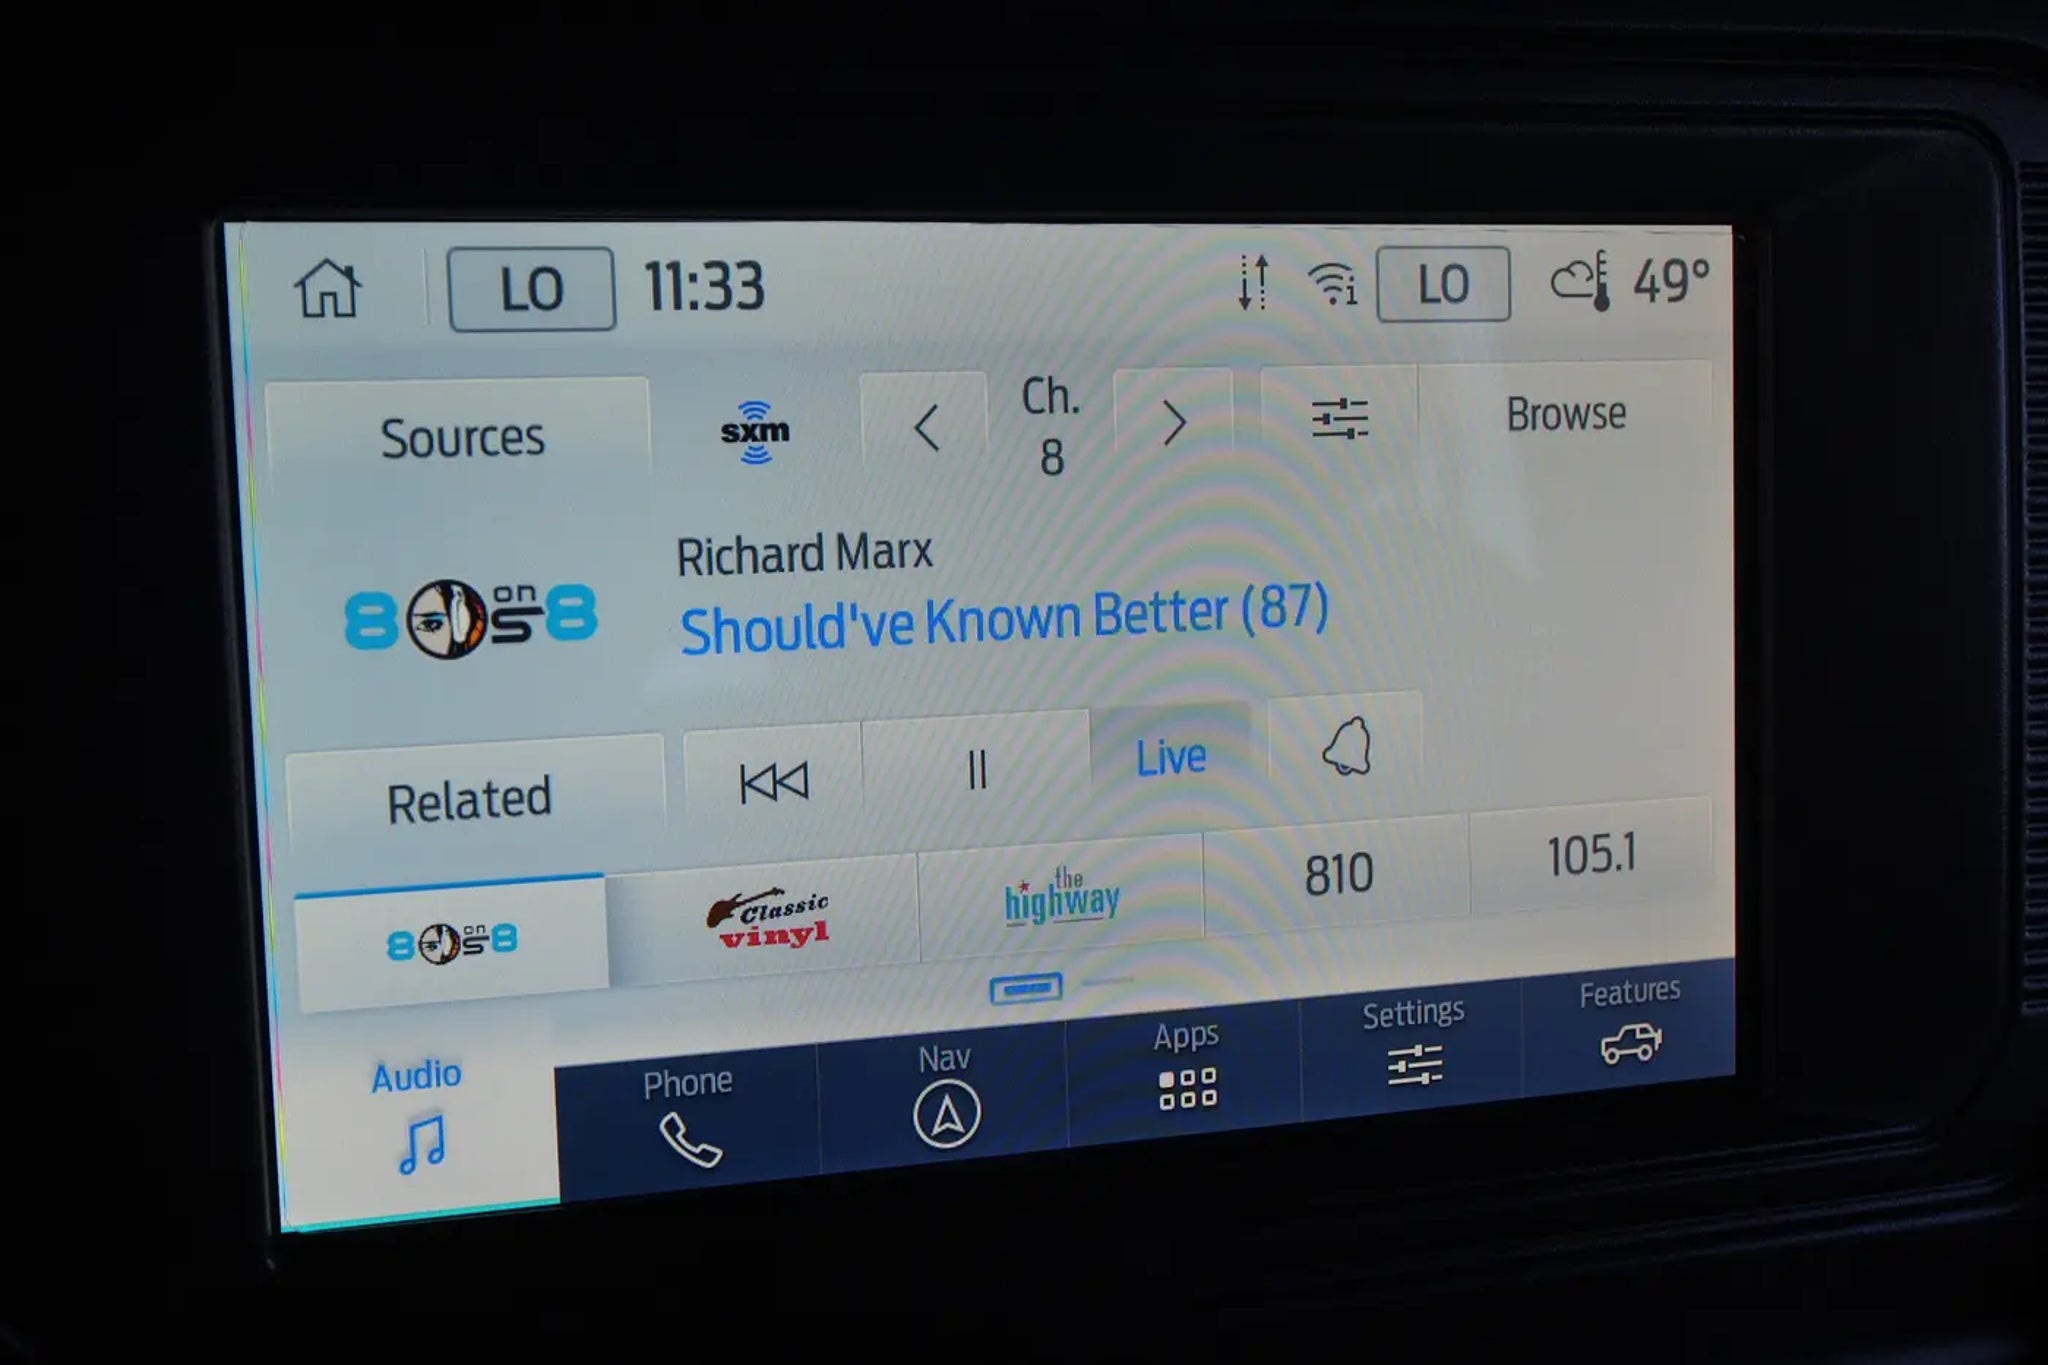 LO 11:33 LO 49°
Sources sxm Ch. Browse
8
Richard Marx
80s on 8 Should've Known Better (87)
Related Live
80s on 8 Classic vinyl the highway 810 105.1
Audio Phone Nav Apps Settings Features